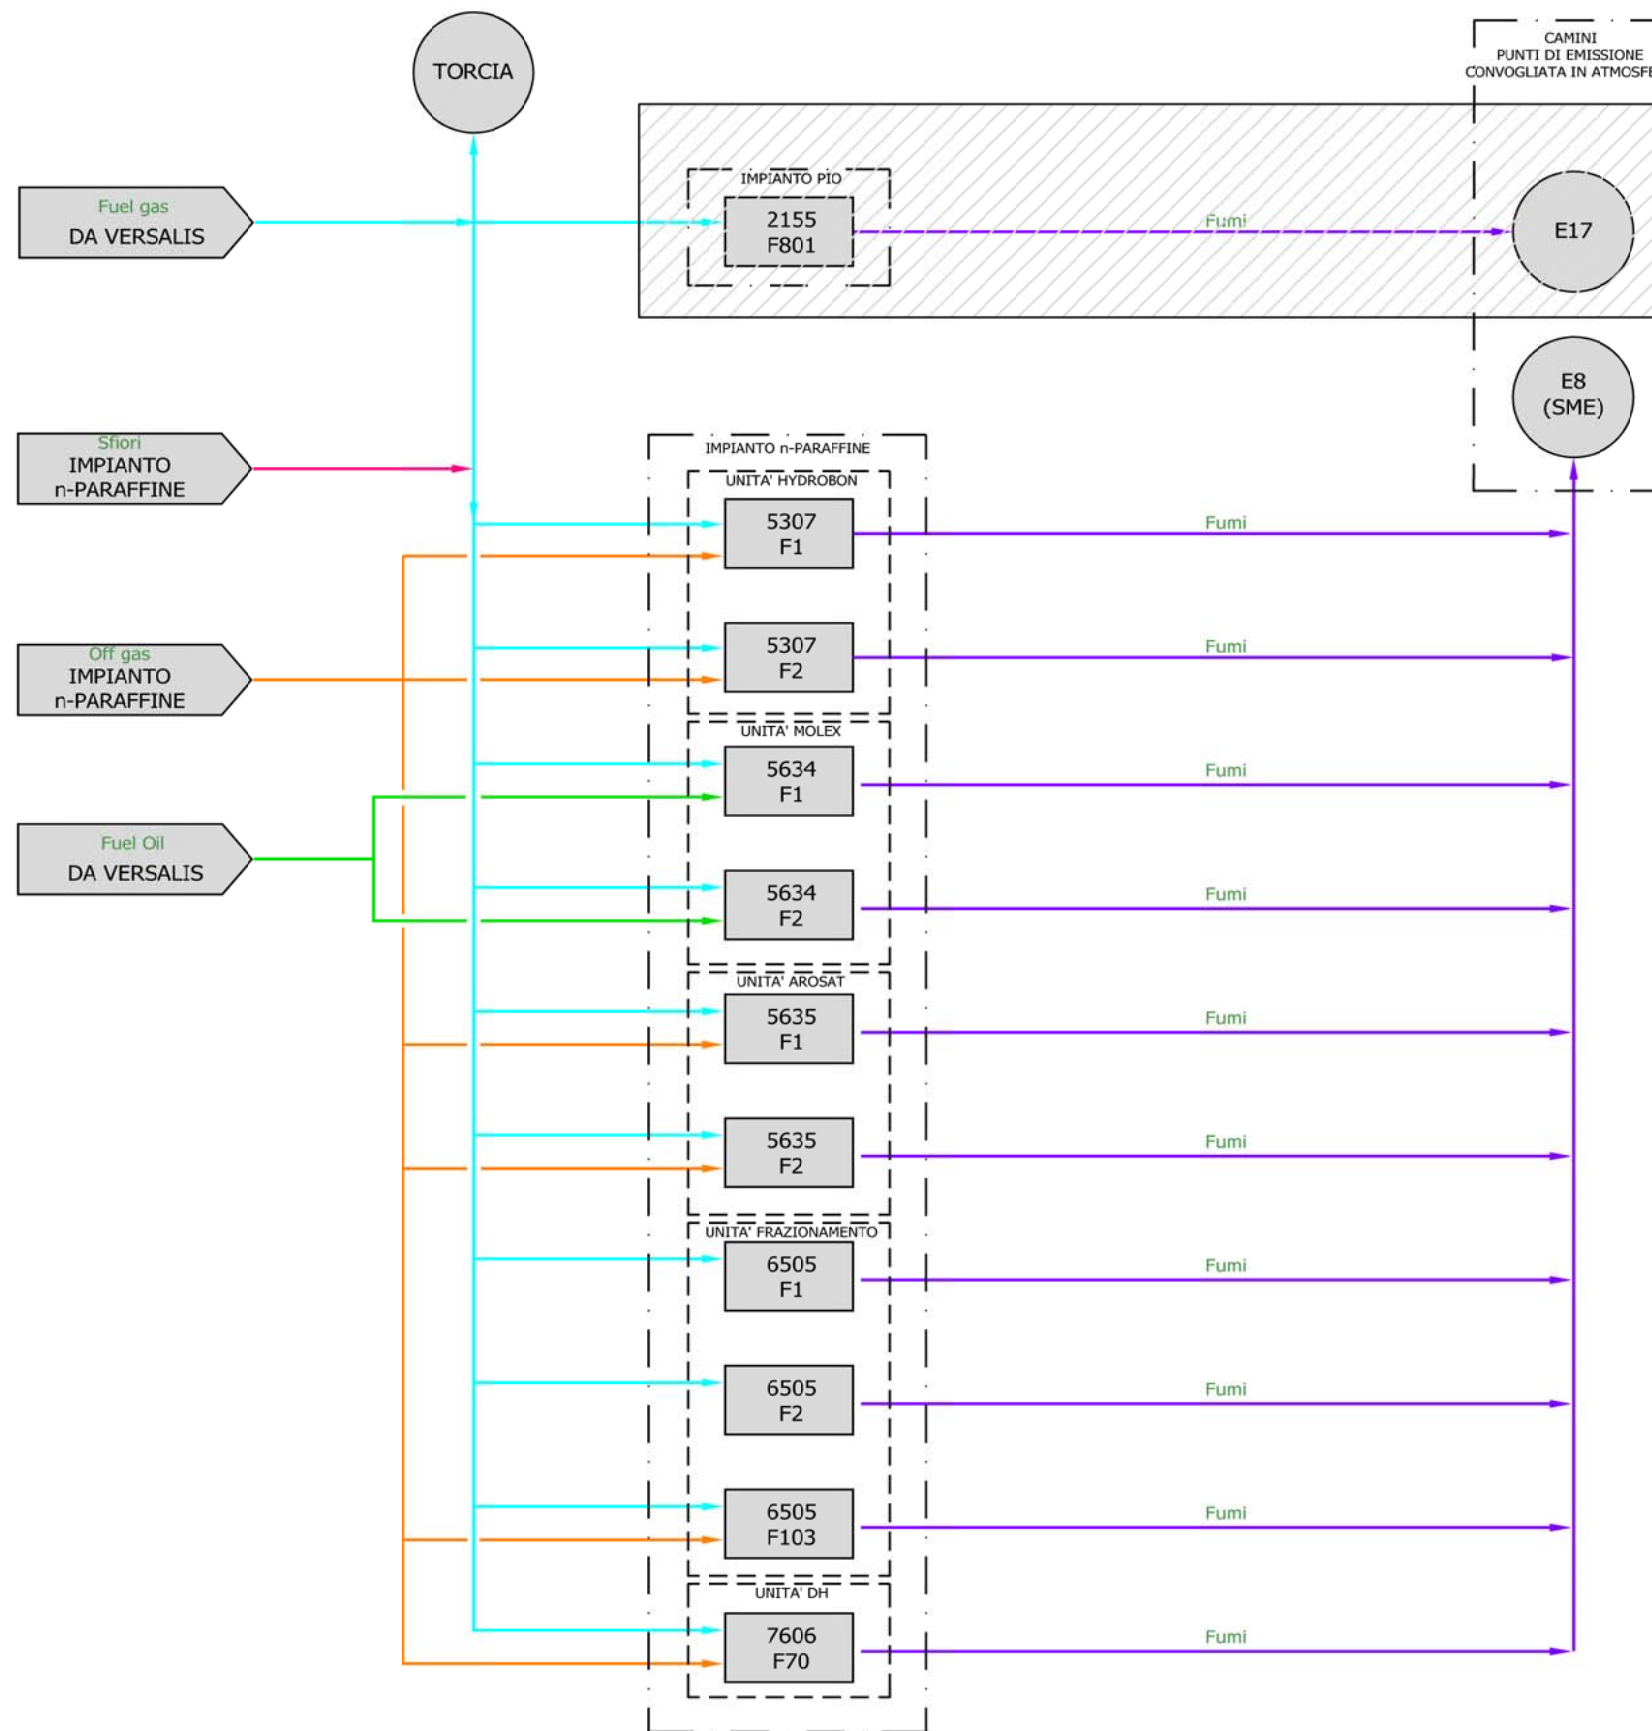 TORCIA
CAMINI
PUNTI DI EMISSIONE
CONVOGLIATA IN ATMOSFE
Fuel gas
DA VERSALIS
IMPIANTO PIO
2155
F801
Fumi
E17
E8
(SME)
Sfiori
IMPIANTO
n-PARAFFINE
IMPIANTO n-PARAFFINE
UNITA' HYDROBON
5307
F1
Fumi
Off gas
IMPIANTO
n-PARAFFINE
5307
F2
Fumi
UNITA' MOLEX
5634
F1
Fumi
Fuel Oil
DA VERSALIS
5634
F2
Fumi
UNITA' AROSAT
5635
F1
Fumi
5635
F2
Fumi
UNITA' FRAZIONAMENTO
6505
F1
Fumi
6505
F2
Fumi
6505
F103
Fumi
UNITA' DH
7606
F70
Fumi